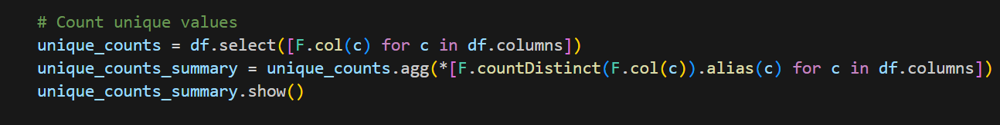 # Count unique values
unique_counts = df.select([F.col(c) for c in df.columns])
unique_counts_summary = unique_counts.agg(*[F.countDistinct(F.col(c)).alias(c) for c in df.columns])
unique_counts_summary.show()